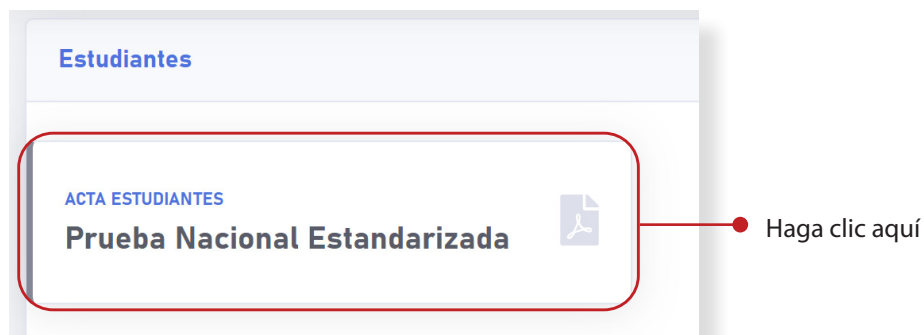 Estudiantes
ACTA ESTUDIANTES
Prueba Nacional Estandarizada
Haga clic aquí